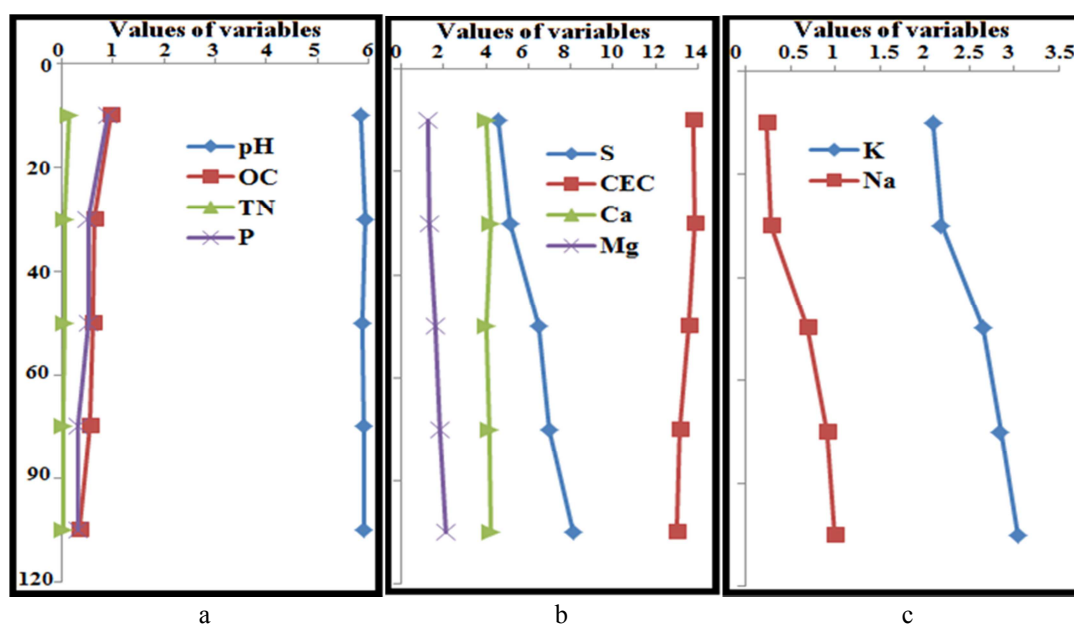 Values of variables
0 1 2 3 4 5 6
0
20
40
60
90
120
pH
OC
TN
P
a
Values of variables
0 2 4 6 8 10 12 14
S
CEC
Ca
Mg
b
Values of variables
0 0.5 1 1.5 2 2.5 3 3.5
K
Na
c